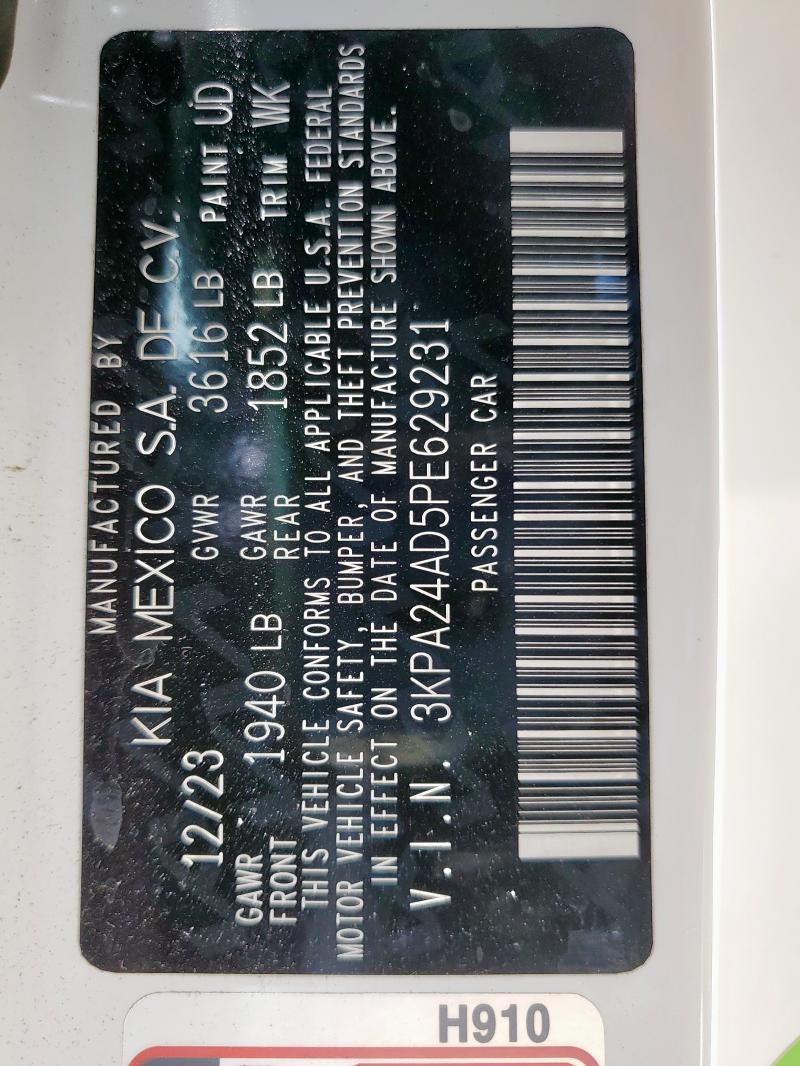 MANUFACTURED BY
KIA MEXICO S.A. DE C.V.
12/23 GVWR 3616 LB PAINT UD
GAWR FRONT 1940 LB GAWR REAR 1852 LB TRIM WK
THIS VEHICLE CONFORMS TO ALL APPLICABLE U.S.A. FEDERAL
MOTOR VEHICLE SAFETY, BUMPER, AND THEFT PREVENTION STANDARDS
IN EFFECT ON THE DATE OF MANUFACTURE SHOWN ABOVE.
V.I.N. 3KPA24AD5PE629231
PASSENGER CAR
H910